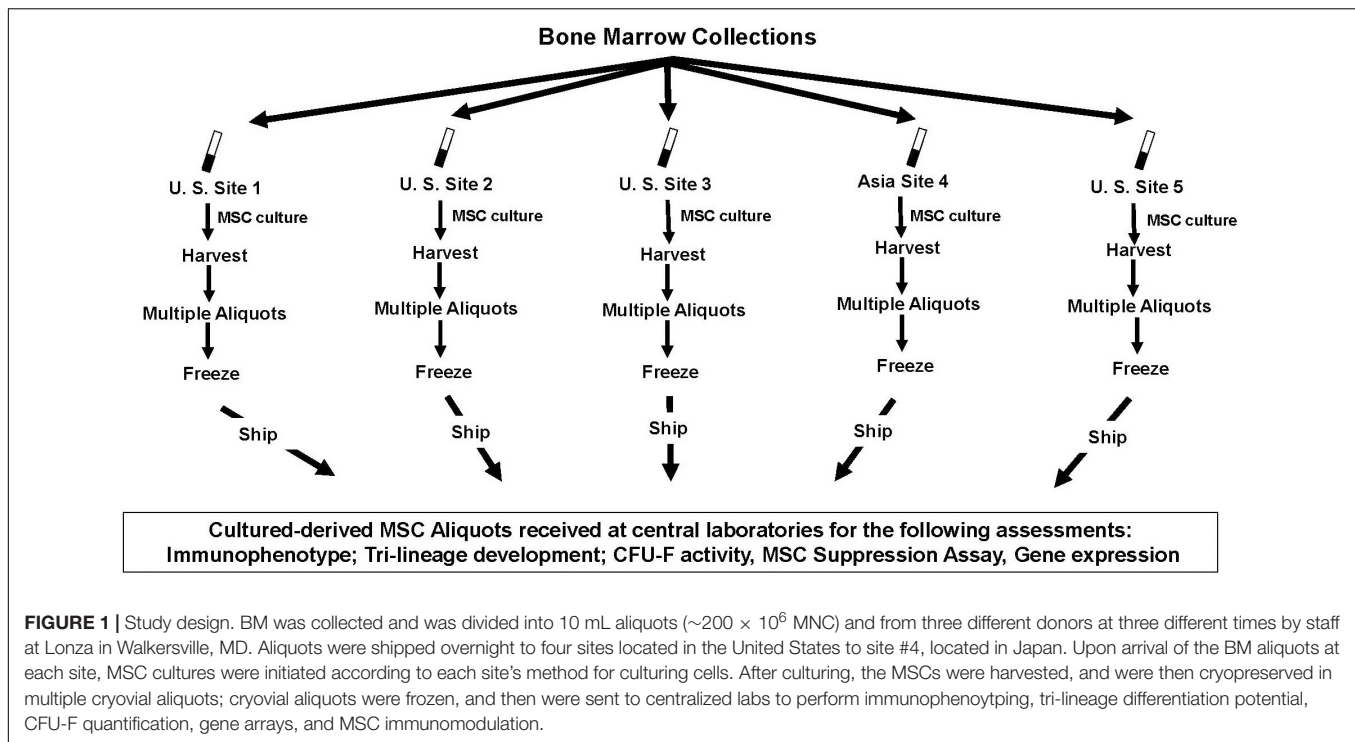 Bone Marrow Collections
U. S. Site 1
U. S. Site 2
U. S. Site 3
Asia Site 4
U. S. Site 5
MSC culture
MSC culture
MSC culture
MSC culture
MSC culture
Harvest
Harvest
Harvest
Harvest
Harvest
Multiple Aliquots
Multiple Aliquots
Multiple Aliquots
Multiple Aliquots
Multiple Aliquots
Freeze
Freeze
Freeze
Freeze
Freeze
Ship
Ship
Ship
Ship
Ship
Cultured-derived MSC Aliquots received at central laboratories for the following assessments:
Immunophenotype; Tri-lineage development; CFU-F activity, MSC Suppression Assay, Gene expression
FIGURE 1 | Study design. BM was collected and was divided into 10 mL aliquots (~200 × 10⁶ MNC) and from three different donors at three different times by staff
at Lonza in Walkersville, MD. Aliquots were shipped overnight to four sites located in the United States to site #4, located in Japan. Upon arrival of the BM aliquots at
each site, MSC cultures were initiated according to each site's method for culturing cells. After culturing, the MSCs were harvested, and were then cryopreserved in
multiple cryovial aliquots; cryovial aliquots were frozen, and then were sent to centralized labs to perform immunophenoytping, tri-lineage differentiation potential,
CFU-F quantification, gene arrays, and MSC immunomodulation.